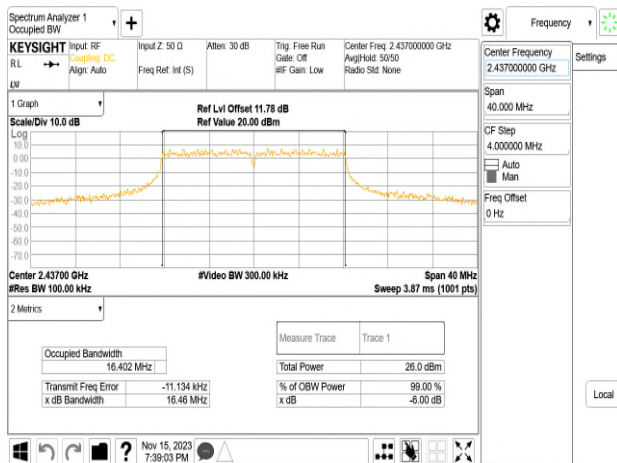 Spectrum Analyzer 1
Occupied BW
+
Frequency
KEYSIGHT
RL
Input: RF
Coupling: DC
Align: Auto
Input Z: 50 Ω
Freq Ref: Int (S)
Atten: 30 dB
Trig: Free Run
Gate: Off
#IF Gain: Low
Center Freq: 2.437000000 GHz
Avg|Hold: 50/50
Radio Std: None
LXI
Center Frequency
2.437000000 GHz
Settings
Span
40.000 MHz
CF Step
4.000000 MHz
Auto
Man
Freq Offset
0 Hz
Local
1 Graph
Scale/Div 10.0 dB
Ref Lvl Offset 11.78 dB
Ref Value 20.00 dBm
Log
10.0
0.00
-10.0
-20.0
-30.0
-40.0
-50.0
-60.0
-70.0
Center 2.43700 GHz
#Res BW 100.00 kHz
#Video BW 300.00 kHz
Span 40 MHz
Sweep 3.87 ms (1001 pts)
2 Metrics
Measure Trace Trace 1
Occupied Bandwidth
16.402 MHz
Total Power 26.0 dBm
Transmit Freq Error -11.134 kHz
% of OBW Power 99.00 %
x dB Bandwidth 16.46 MHz
x dB -6.00 dB
?
Nov 15, 2023
7:39:03 PM